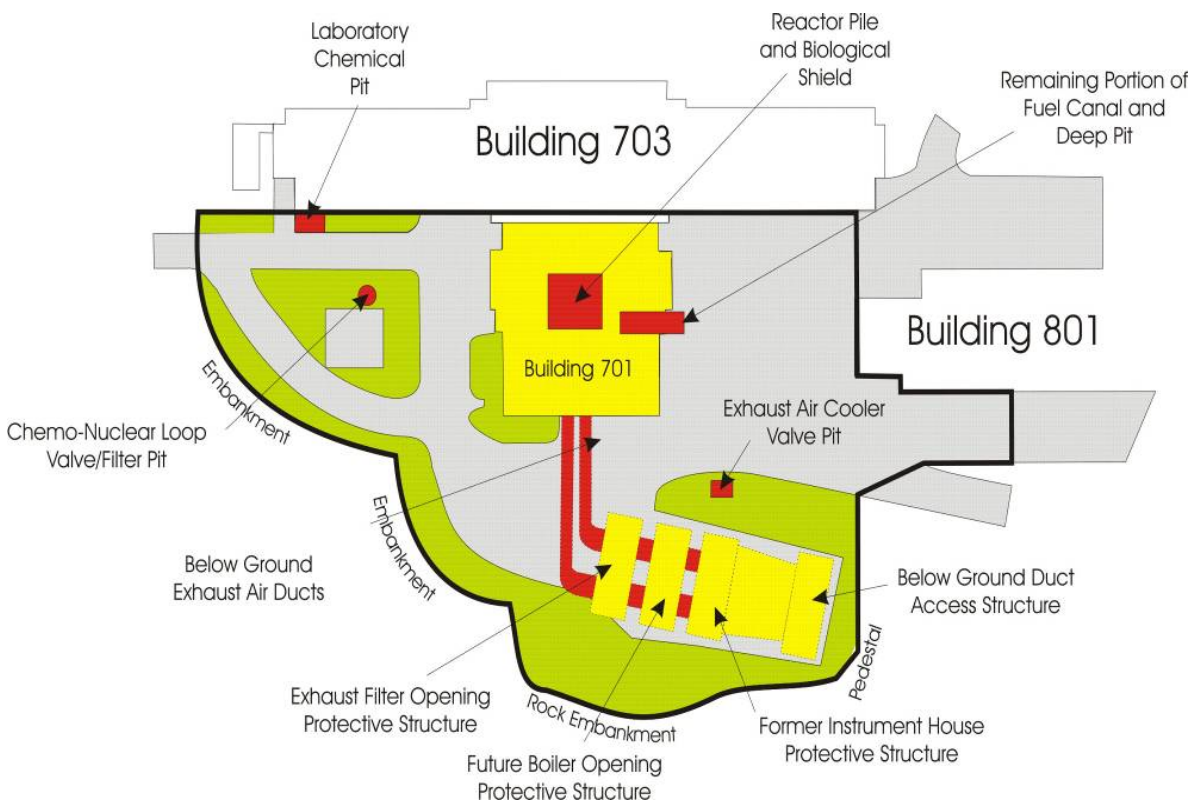 Laboratory
Chemical
Pit
Reactor Pile
and Biological
Shield
Remaining Portion of
Fuel Canal and
Deep Pit
Building 703
Building 801
Building 701
Embankment
Chemo-Nuclear Loop
Valve/Filter Pit
Exhaust Air Cooler
Valve Pit
Embankment
Below Ground
Exhaust Air Ducts
Below Ground Duct
Access Structure
Pedestal
Exhaust Filter Opening
Protective Structure
Rock Embankment
Former Instrument House
Protective Structure
Future Boiler Opening
Protective Structure